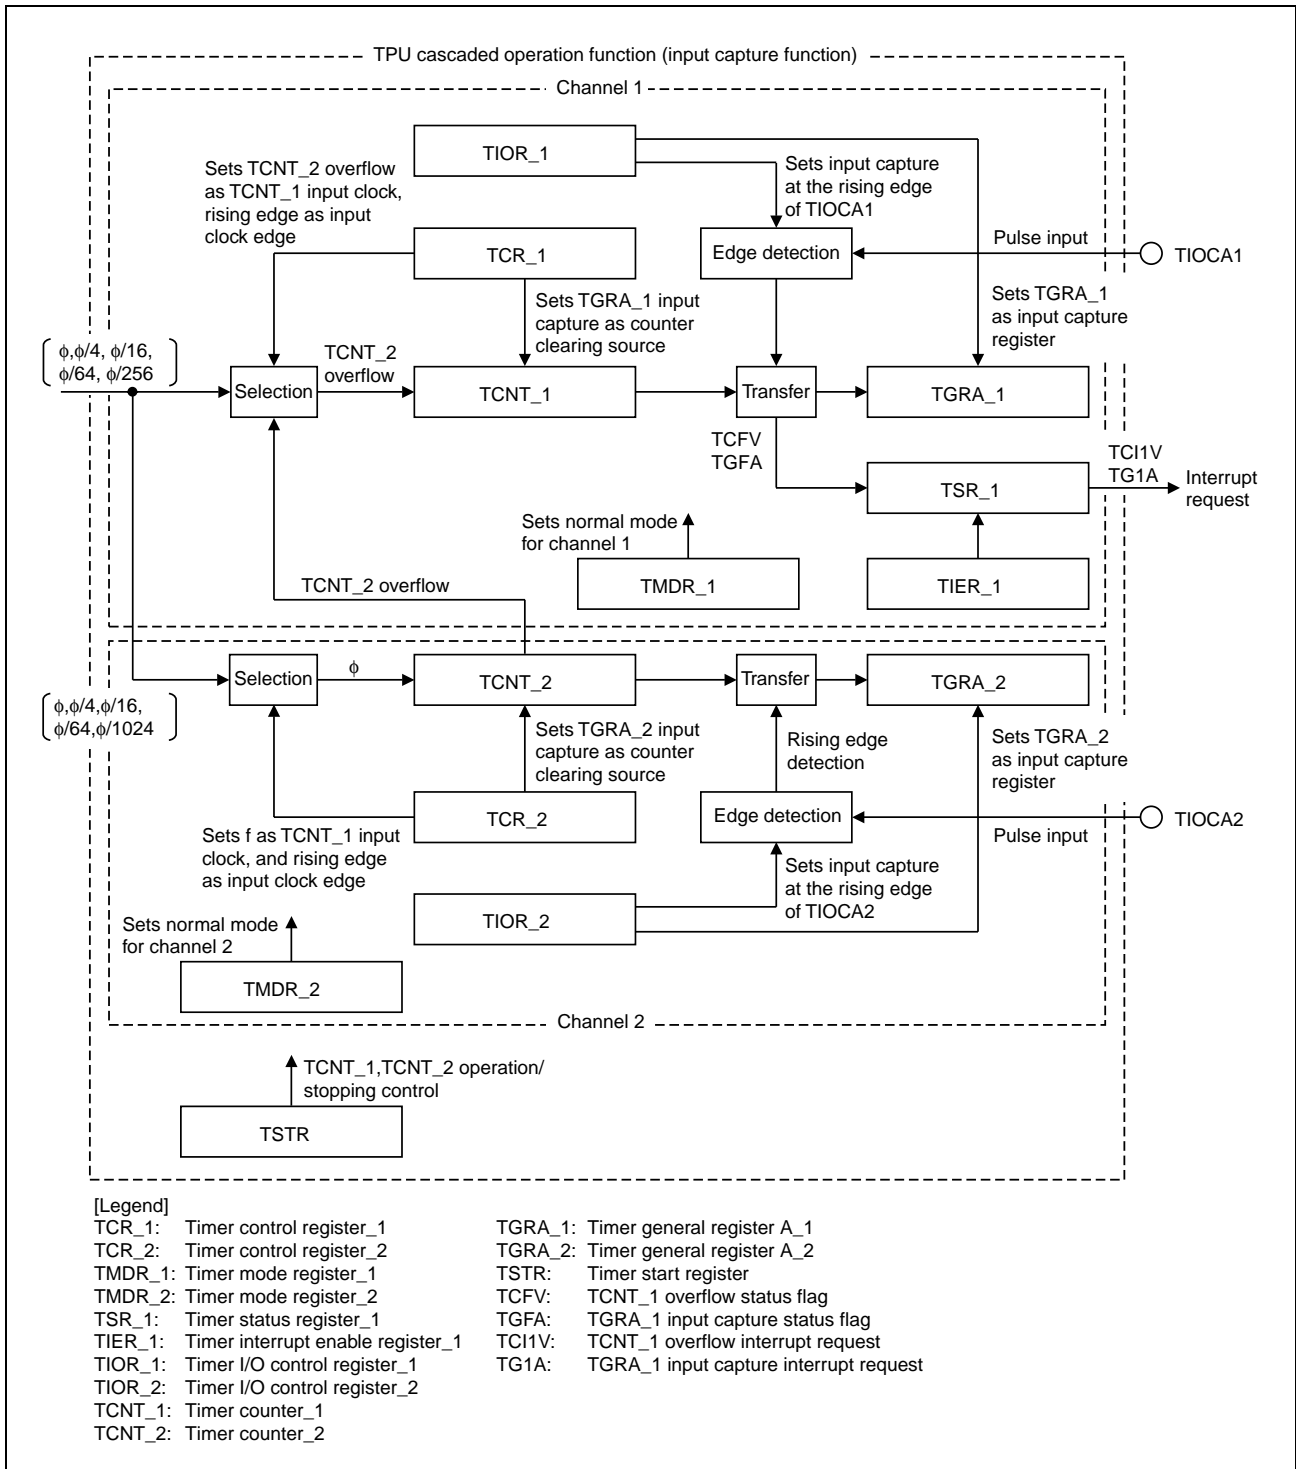 TPU cascaded operation function (input capture function)
Channel 1
TIOR_1
Sets TCNT_2 overflow
as TCNT_1 input clock,
rising edge as input
clock edge
Sets input capture
at the rising edge
of TIOCA1
TCR_1
Edge detection
Pulse input
TIOCA1
Sets TGRA_1 input
capture as counter
clearing source
Sets TGRA_1
as input capture
register
ϕ,ϕ/4, ϕ/16,
ϕ/64, ϕ/256
Selection
TCNT_2
overflow
TCNT_1
Transfer
TGRA_1
TCFV
TGFA
TSR_1
TCI1V
TG1A
Interrupt
request
Sets normal mode
for channel 1
TMDR_1
TIER_1
TCNT_2 overflow
Selection
ϕ
TCNT_2
Transfer
TGRA_2
ϕ,ϕ/4,ϕ/16,
ϕ/64,ϕ/1024
Sets TGRA_2 input
capture as counter
clearing source
Rising edge
detection
Sets TGRA_2
as input capture
register
TCR_2
Edge detection
Pulse input
TIOCA2
Sets f as TCNT_1 input
clock, and rising edge
as input clock edge
Sets input capture
at the rising edge
of TIOCA2
TIOR_2
Sets normal mode
for channel 2
TMDR_2
Channel 2
TCNT_1,TCNT_2 operation/
stopping control
TSTR
[Legend]
TCR_1: Timer control register_1
TCR_2: Timer control register_2
TMDR_1: Timer mode register_1
TMDR_2: Timer mode register_2
TSR_1: Timer status register_1
TIER_1: Timer interrupt enable register_1
TIOR_1: Timer I/O control register_1
TIOR_2: Timer I/O control register_2
TCNT_1: Timer counter_1
TCNT_2: Timer counter_2
TGRA_1: Timer general register A_1
TGRA_2: Timer general register A_2
TSTR: Timer start register
TCFV: TCNT_1 overflow status flag
TGFA: TGRA_1 input capture status flag
TCI1V: TCNT_1 overflow interrupt request
TG1A: TGRA_1 input capture interrupt request